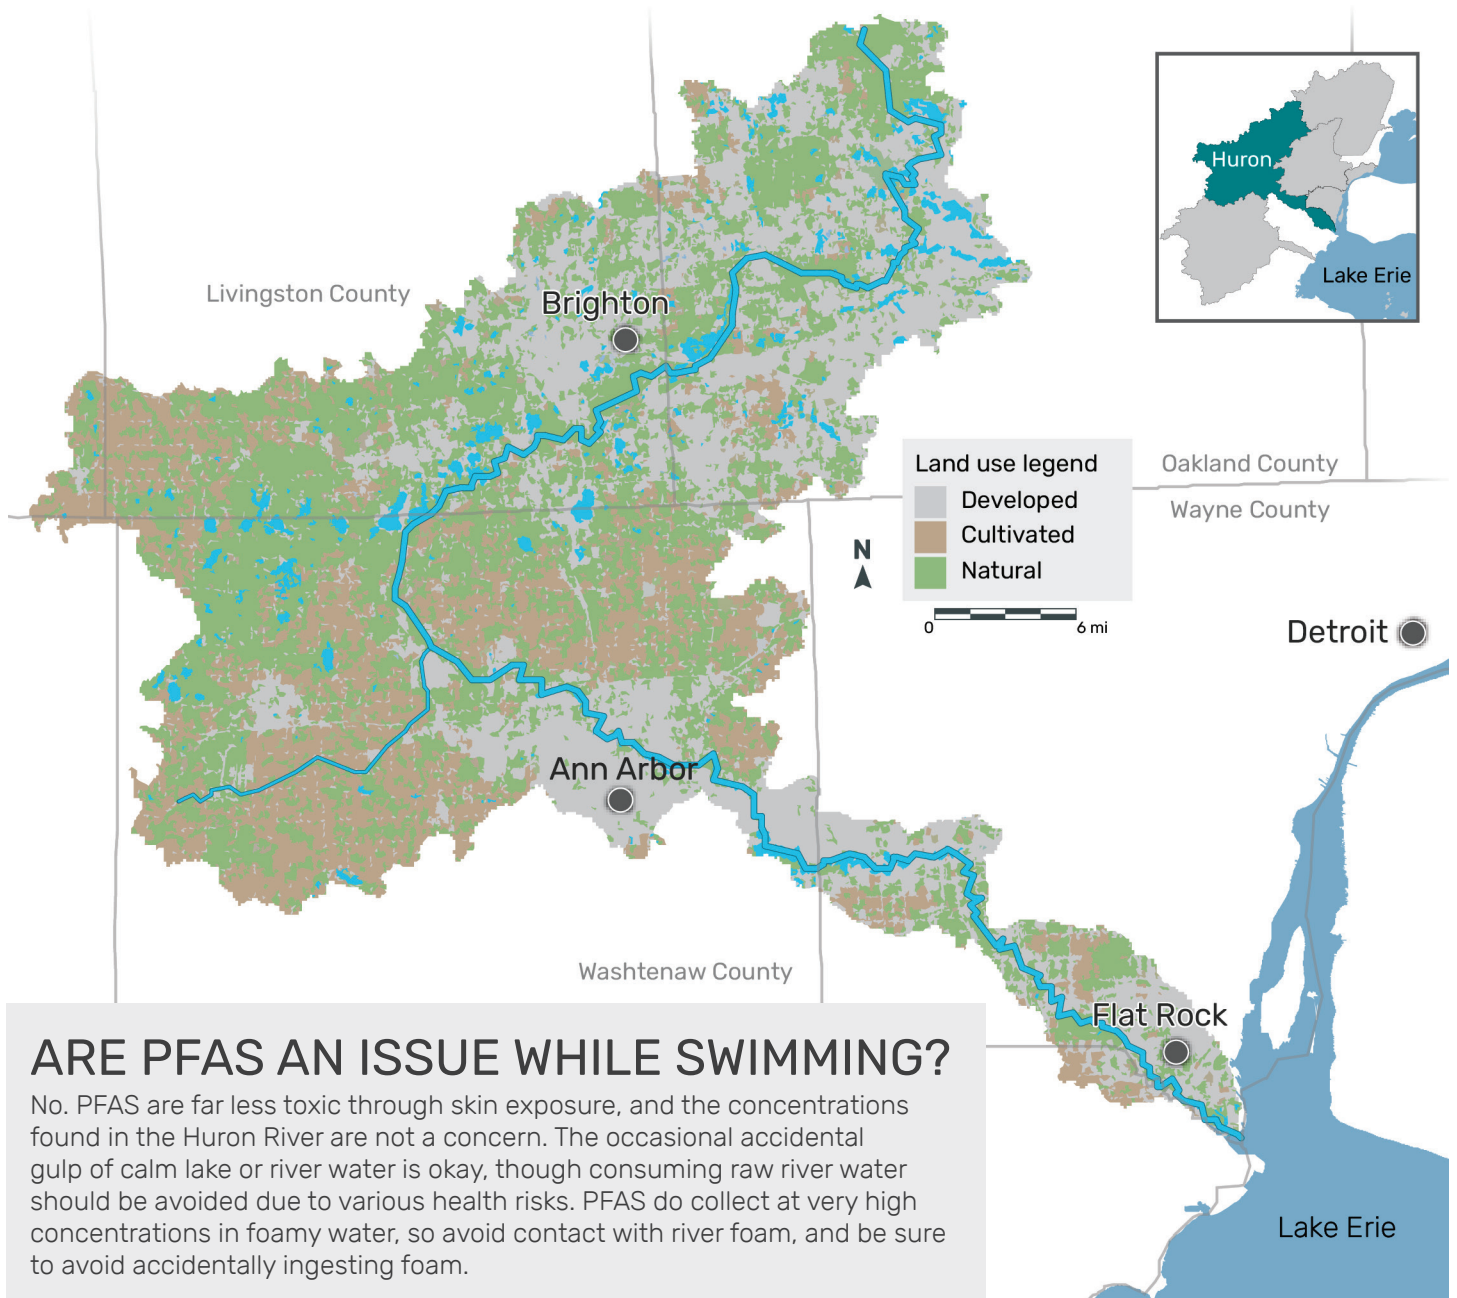 Huron
Lake Erie
Livingston County
Brighton
Land use legend
Developed
Cultivated
Natural
Oakland County
Wayne County
N
0
6 mi
Detroit
Ann Arbor
Washtenaw County
Flat Rock
Lake Erie
ARE PFAS AN ISSUE WHILE SWIMMING?
No. PFAS are far less toxic through skin exposure, and the concentrations
found in the Huron River are not a concern. The occasional accidental
gulp of calm lake or river water is okay, though consuming raw river water
should be avoided due to various health risks. PFAS do collect at very high
concentrations in foamy water, so avoid contact with river foam, and be sure
to avoid accidentally ingesting foam.